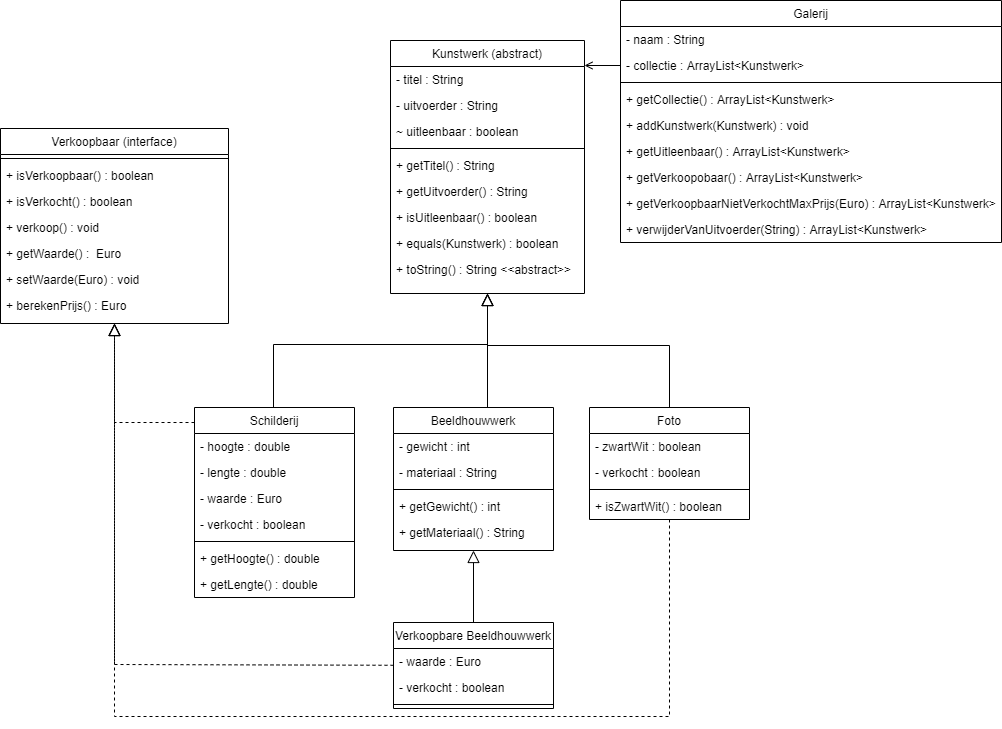 Galerij
- naam : String
- collectie : ArrayList<Kunstwerk>
+ getCollectie() : ArrayList<Kunstwerk>
+ addKunstwerk(Kunstwerk) : void
+ getUitleenbaar() : ArrayList<Kunstwerk>
+ getVerkoopobaar() : ArrayList<Kunstwerk>
+ getVerkoopbaarNietVerkochtMaxPrijs(Euro) : ArrayList<Kunstwerk>
+ verwijderVanUitvoerder(String) : ArrayList<Kunstwerk>
Kunstwerk (abstract)
- titel : String
- uitvoerder : String
~ uitleenbaar : boolean
+ getTitel() : String
+ getUitvoerder() : String
+ isUitleenbaar() : boolean
+ equals(Kunstwerk) : boolean
+ toString() : String <<abstract>>
Verkoopbaar (interface)
+ isVerkoopbaar() : boolean
+ isVerkocht() : boolean
+ verkoop() : void
+ getWaarde() : Euro
+ setWaarde(Euro) : void
+ berekenPrijs() : Euro
Schilderij
- hoogte : double
- lengte : double
- waarde : Euro
- verkocht : boolean
+ getHoogte() : double
+ getLengte() : double
Beeldhouwwerk
- gewicht : int
- materiaal : String
+ getGewicht() : int
+ getMateriaal() : String
Foto
- zwartWit : boolean
- verkocht : boolean
+ isZwartWit() : boolean
Verkoopbare Beeldhouwwerk
- waarde : Euro
- verkocht : boolean